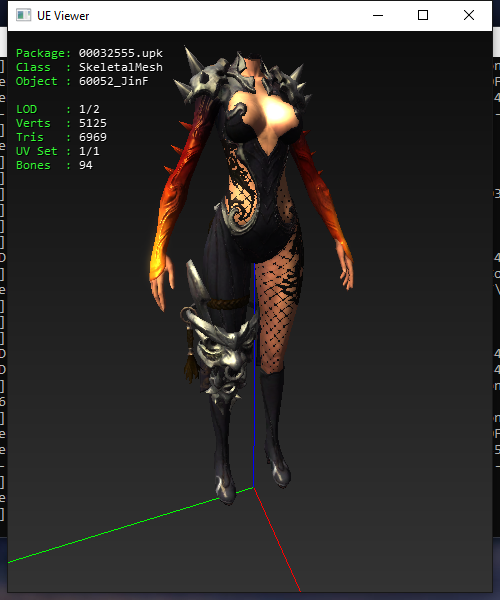 UE Viewer
Package: 00032555.upk
Class : SkeletalMesh
Object : 60052_JinF
LOD : 1/2
Verts : 5125
Tris : 6969
UV Set : 1/1
Bones : 94